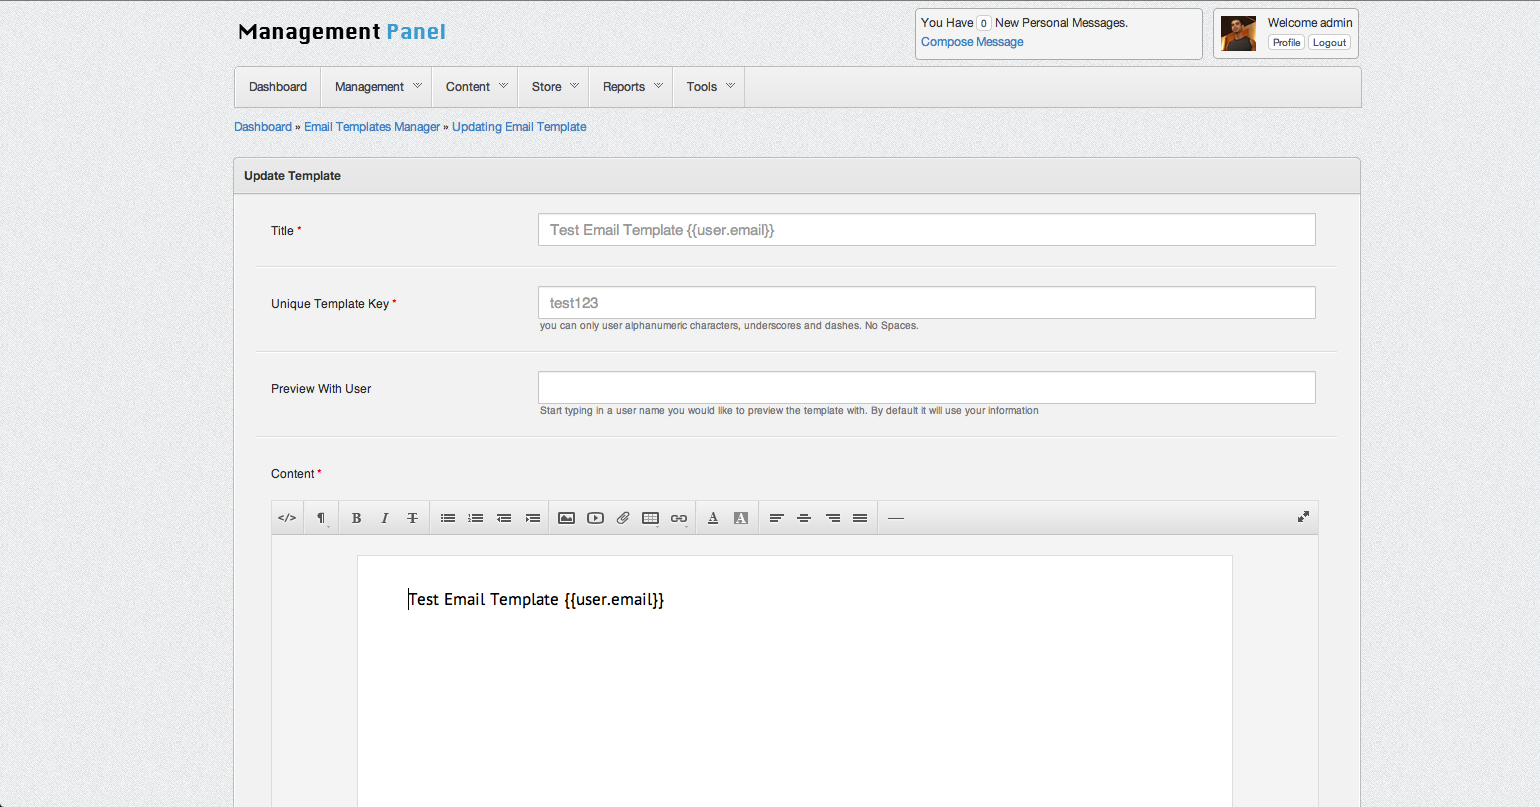 Management Panel
You Have 0 New Personal Messages.
Compose Message
Welcome admin
Profile Logout
Dashboard Management Content Store Reports Tools
Dashboard » Email Templates Manager » Updating Email Template
Update Template
Title * Test Email Template {{user.email}}
Unique Template Key * test123
you can only user alphanumeric characters, underscores and dashes. No Spaces.
Preview With User
Start typing in a user name you would like to preview the template with. By default it will use your information
Content *
</> ¶ B I T A A
Test Email Template {{user.email}}